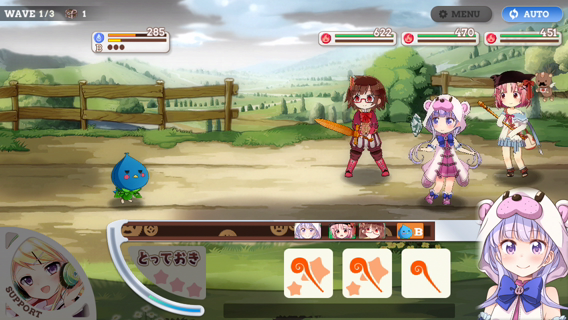 WAVE 1/3 1
MENU
AUTO
285
B
622
470
451
B
とっておき
SUPPORT